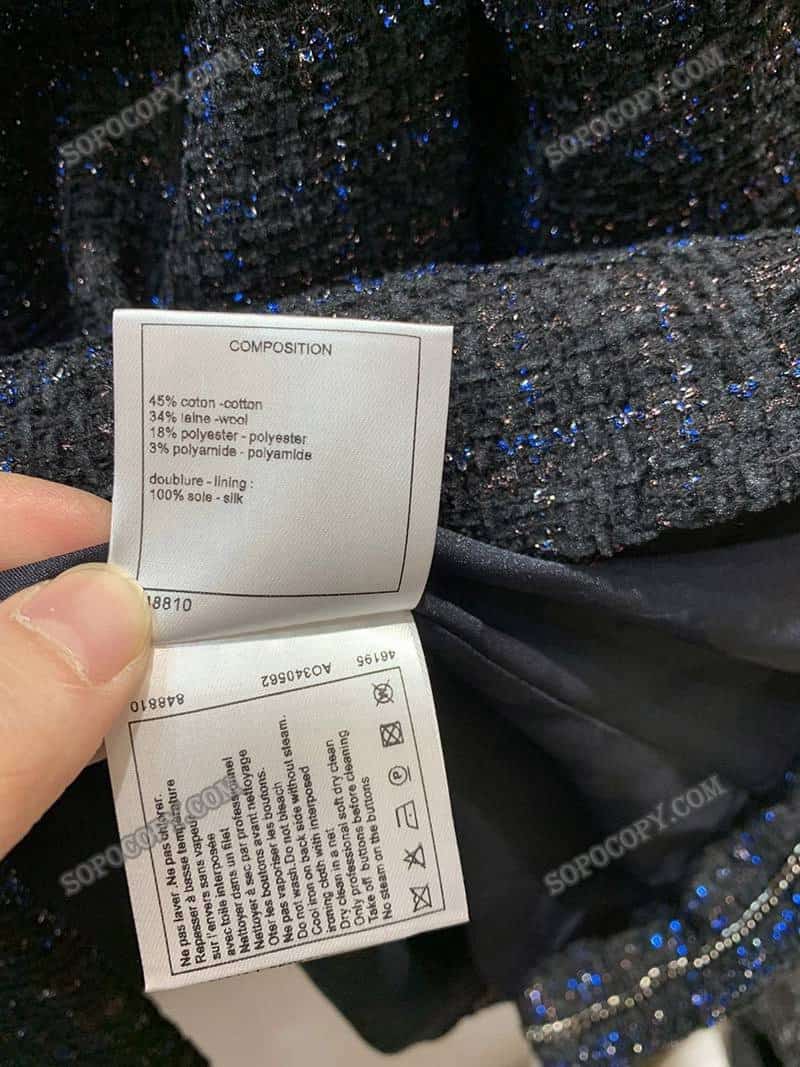 SOPOCOPY.COM
SOPOCOPY.COM
COMPOSITION
45% coton -cotton
34% laine -wool
18% polyester - polyester
3% polyamide - polyamide
doublure - lining :
100% soie - silk
18810
848810
AO340562
46195
Ne pas laver .Ne pas chlorer.
Repasser à basse température
sur l'envers sans vapeur
avec toile interposée
Nettoyer dans un filet
Nettoyer à sec par professionnel
Oter les boutons avant nettoyage
Ne pas vaporiser les boutons.
Do not wash.Do not bleach
Cool iron on back side without steam.
ironing cloth with interposed
Dry clean in a net
Only professional soft dry clean
Take off buttons before cleaning
No steam on the buttons
SOPOCOPY.COM
SOPOCOPY.COM